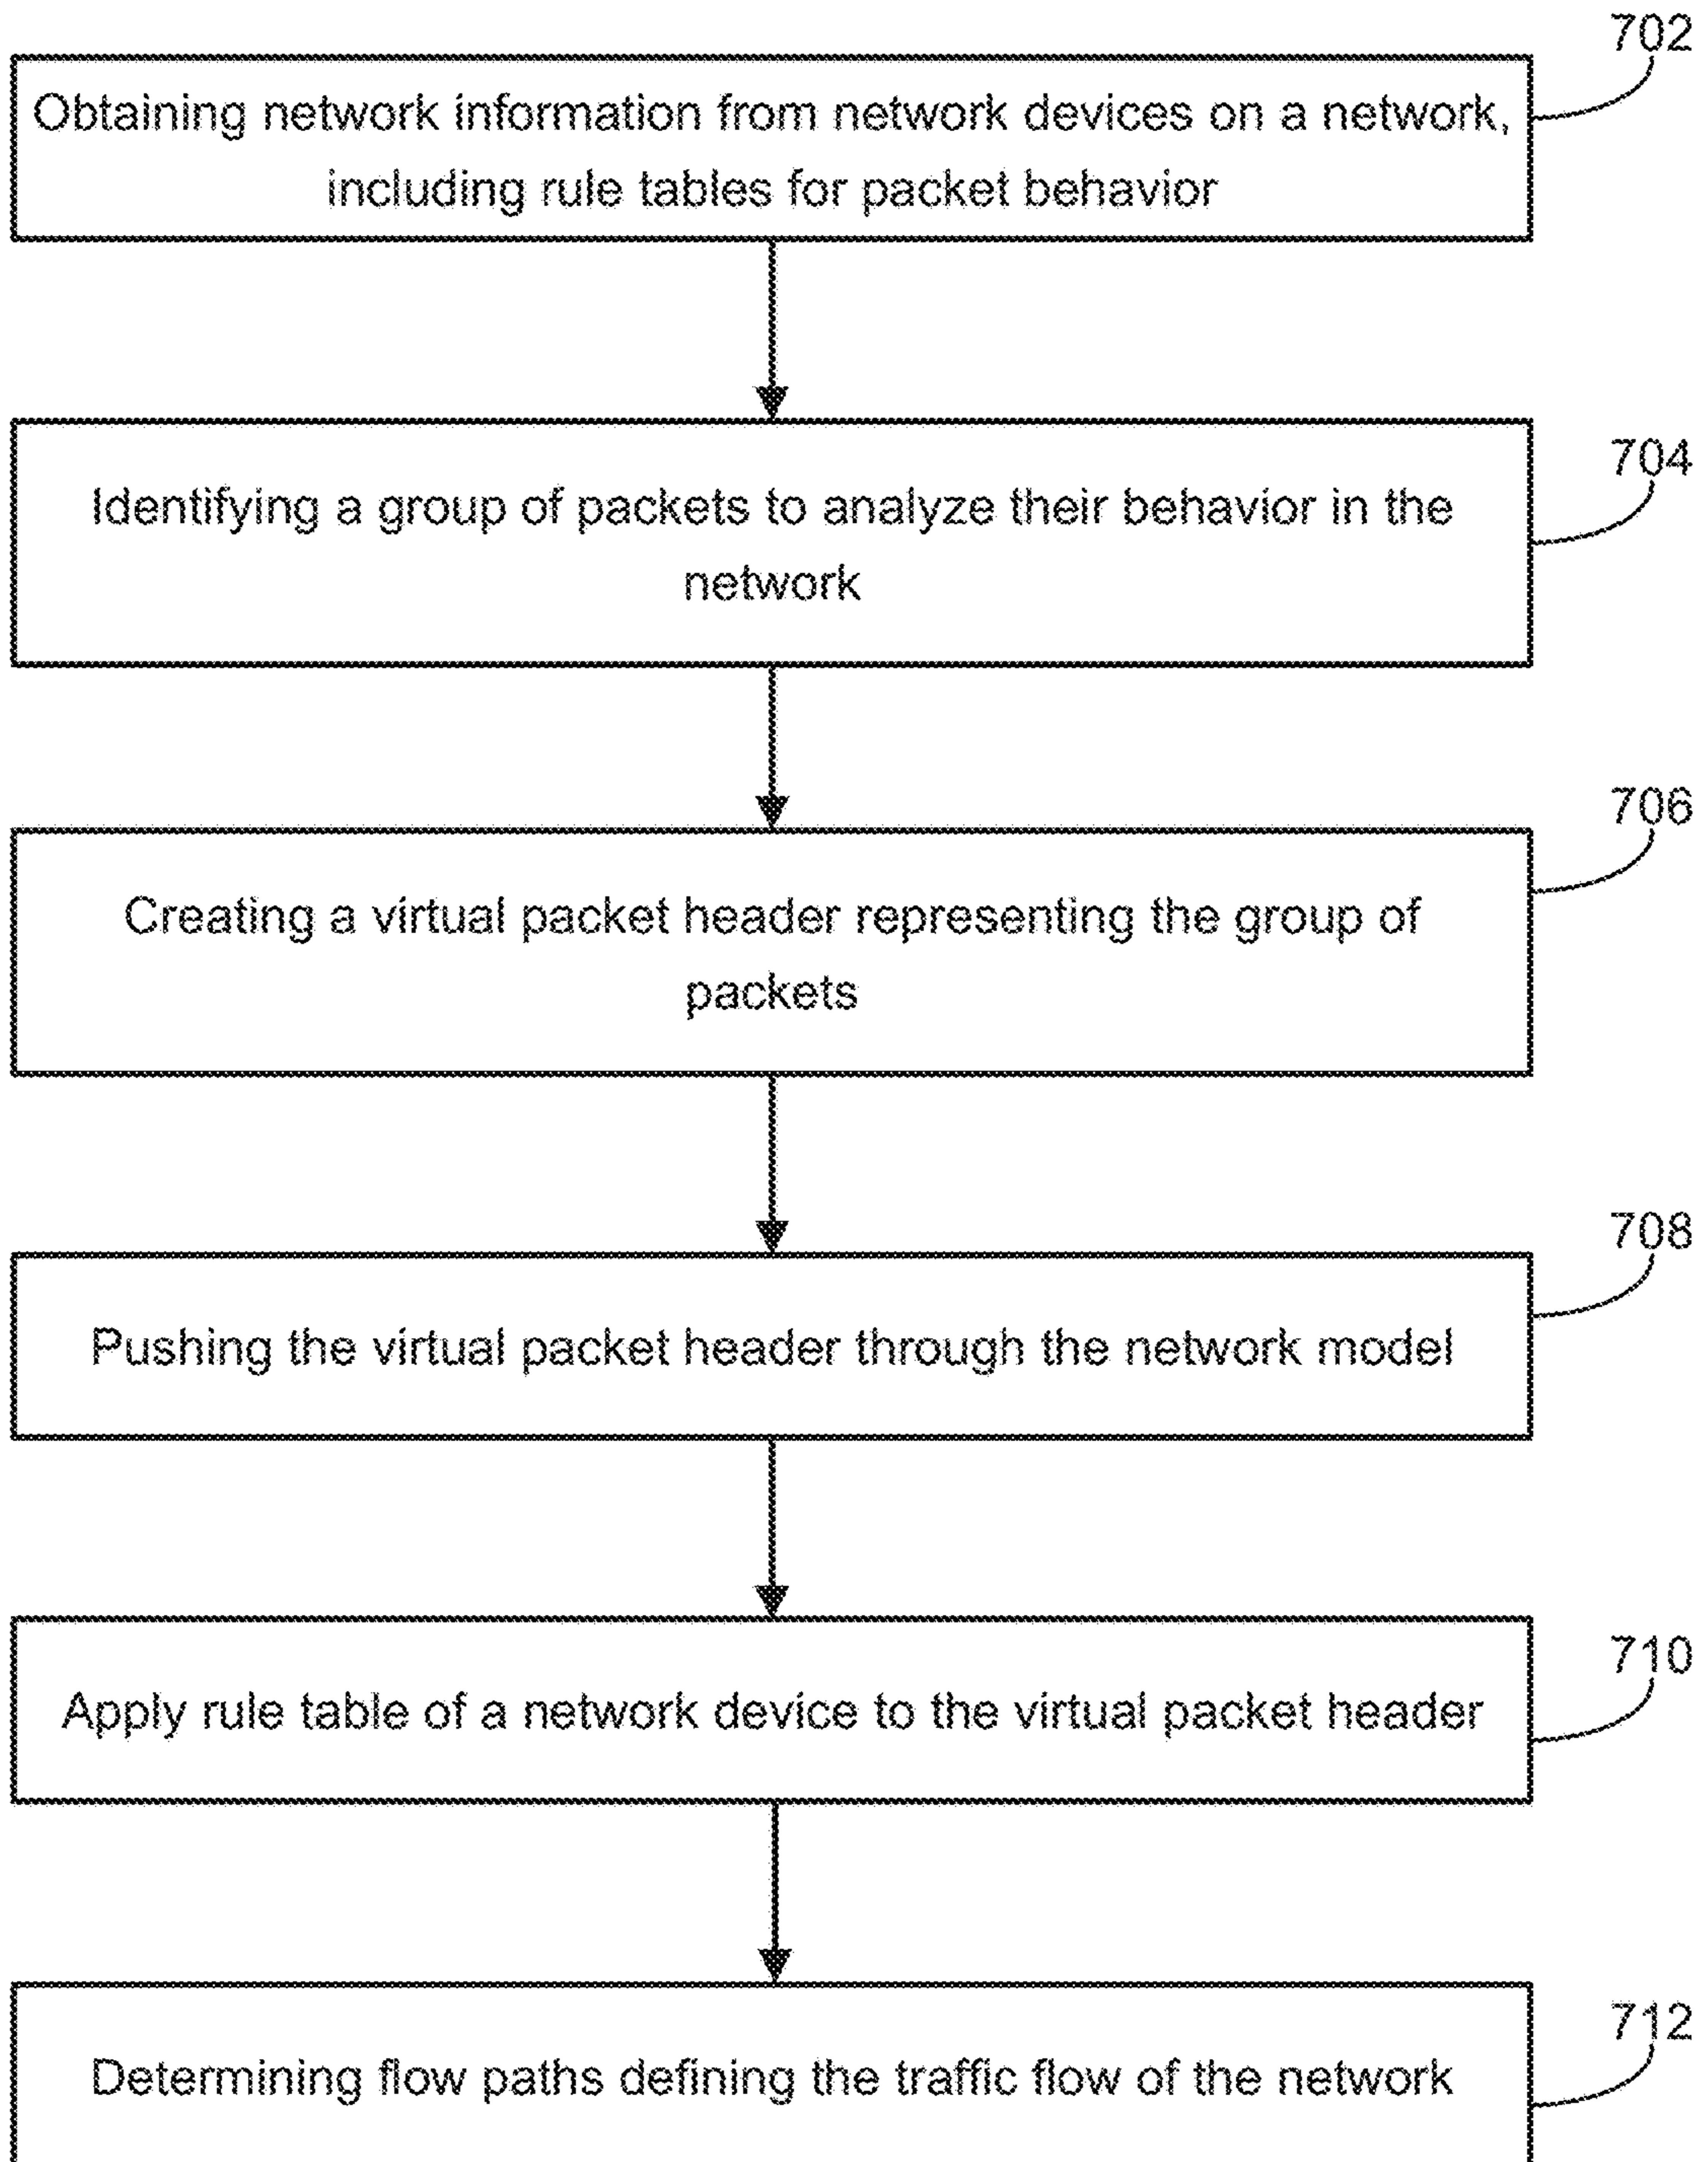 702
Obtaining network information from network devices on a network,
including rule tables for packet behavior
704
Identifying a group of packets to analyze their behavior in the
network
706
Creating a virtual packet header representing the group of
packets
708
Pushing the virtual packet header through the network model
710
Apply rule table of a network device to the virtual packet header
712
Determining flow paths defining the traffic flow of the network